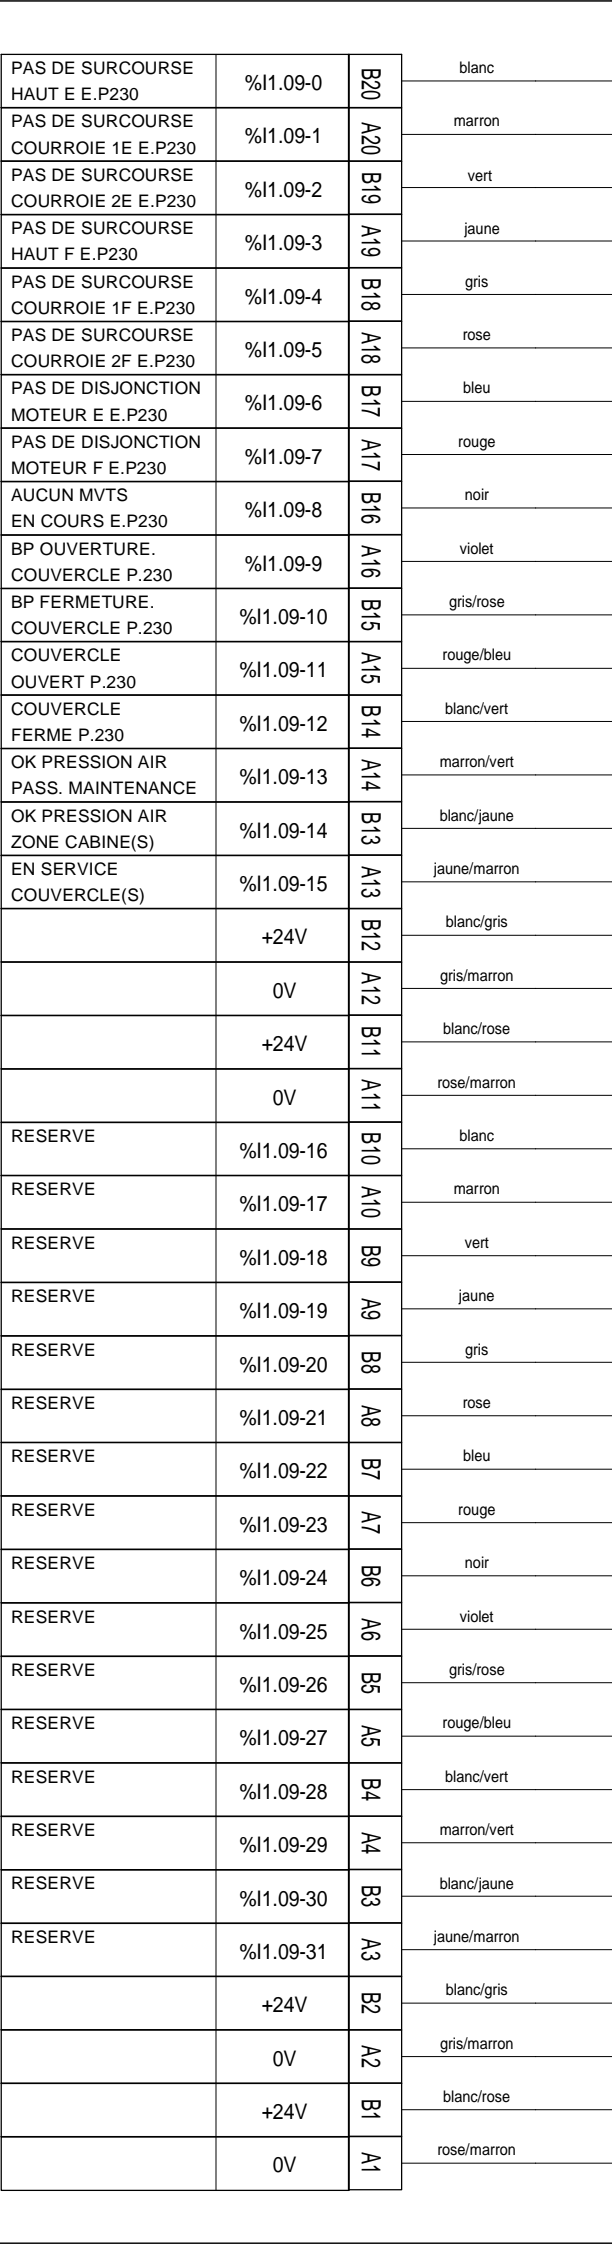 PAS DE SURCOURSE
HAUT E E.P230
%I1.09-0
B20
blanc
PAS DE SURCOURSE
COURROIE 1E E.P230
%I1.09-1
A20
marron
PAS DE SURCOURSE
COURROIE 2E E.P230
%I1.09-2
B19
vert
PAS DE SURCOURSE
HAUT F E.P230
%I1.09-3
A19
jaune
PAS DE SURCOURSE
COURROIE 1F E.P230
%I1.09-4
B18
gris
PAS DE SURCOURSE
COURROIE 2F E.P230
%I1.09-5
A18
rose
PAS DE DISJONCTION
MOTEUR E E.P230
%I1.09-6
B17
bleu
PAS DE DISJONCTION
MOTEUR F E.P230
%I1.09-7
A17
rouge
AUCUN MVTS
EN COURS E.P230
%I1.09-8
B16
noir
BP OUVERTURE.
COUVERCLE P.230
%I1.09-9
A16
violet
BP FERMETURE.
COUVERCLE P.230
%I1.09-10
B15
gris/rose
COUVERCLE
OUVERT P.230
%I1.09-11
A15
rouge/bleu
COUVERCLE
FERME P.230
%I1.09-12
B14
blanc/vert
OK PRESSION AIR
PASS. MAINTENANCE
%I1.09-13
A14
marron/vert
OK PRESSION AIR
ZONE CABINE(S)
%I1.09-14
B13
blanc/jaune
EN SERVICE
COUVERCLE(S)
%I1.09-15
A13
jaune/marron
+24V
B12
blanc/gris
0V
A12
gris/marron
+24V
B11
blanc/rose
0V
A11
rose/marron
RESERVE
%I1.09-16
B10
blanc
RESERVE
%I1.09-17
A10
marron
RESERVE
%I1.09-18
B9
vert
RESERVE
%I1.09-19
A9
jaune
RESERVE
%I1.09-20
B8
gris
RESERVE
%I1.09-21
A8
rose
RESERVE
%I1.09-22
B7
bleu
RESERVE
%I1.09-23
A7
rouge
RESERVE
%I1.09-24
B6
noir
RESERVE
%I1.09-25
A6
violet
RESERVE
%I1.09-26
B5
gris/rose
RESERVE
%I1.09-27
A5
rouge/bleu
RESERVE
%I1.09-28
B4
blanc/vert
RESERVE
%I1.09-29
A4
marron/vert
RESERVE
%I1.09-30
B3
blanc/jaune
RESERVE
%I1.09-31
A3
jaune/marron
+24V
B2
blanc/gris
0V
A2
gris/marron
+24V
B1
blanc/rose
0V
A1
rose/marron